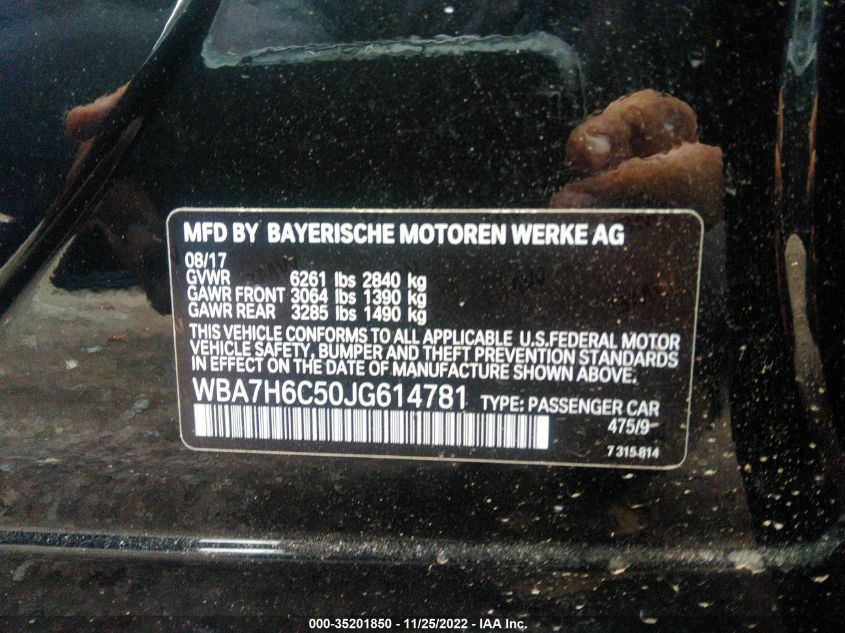 MFD BY BAYERISCHE MOTOREN WERKE AG
08/17
GVWR 6261 lbs 2840 kg
GAWR FRONT 3064 lbs 1390 kg
GAWR REAR 3285 lbs 1490 kg
THIS VEHICLE CONFORMS TO ALL APPLICABLE U.S.FEDERAL MOTOR
VEHICLE SAFETY, BUMPER AND THEFT PREVENTION STANDARDS
IN EFFECT ON THE DATE OF MANUFACTURE SHOWN ABOVE.
WBA7H6C50JG614781 TYPE: PASSENGER CAR
475/9
7 315 814
000-35201850 - 11/25/2022 - IAA Inc.